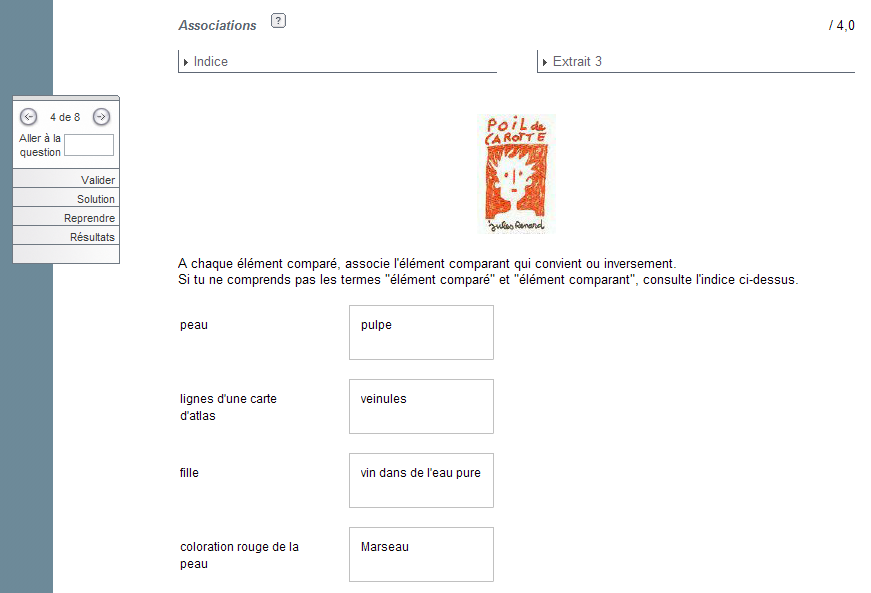 Associations ?
/ 4,0
Indice
Extrait 3
4 de 8
Aller à la
question
Valider
Solution
Reprendre
Résultats
POiL de
CAROTTE
Jules Renard
A chaque élément comparé, associe l'élément comparant qui convient ou inversement.
Si tu ne comprends pas les termes "élément comparé" et "élément comparant", consulte l'indice ci-dessus.
peau
pulpe
lignes d'une carte
d'atlas
veinules
fille
vin dans de l'eau pure
coloration rouge de la
peau
Marseau